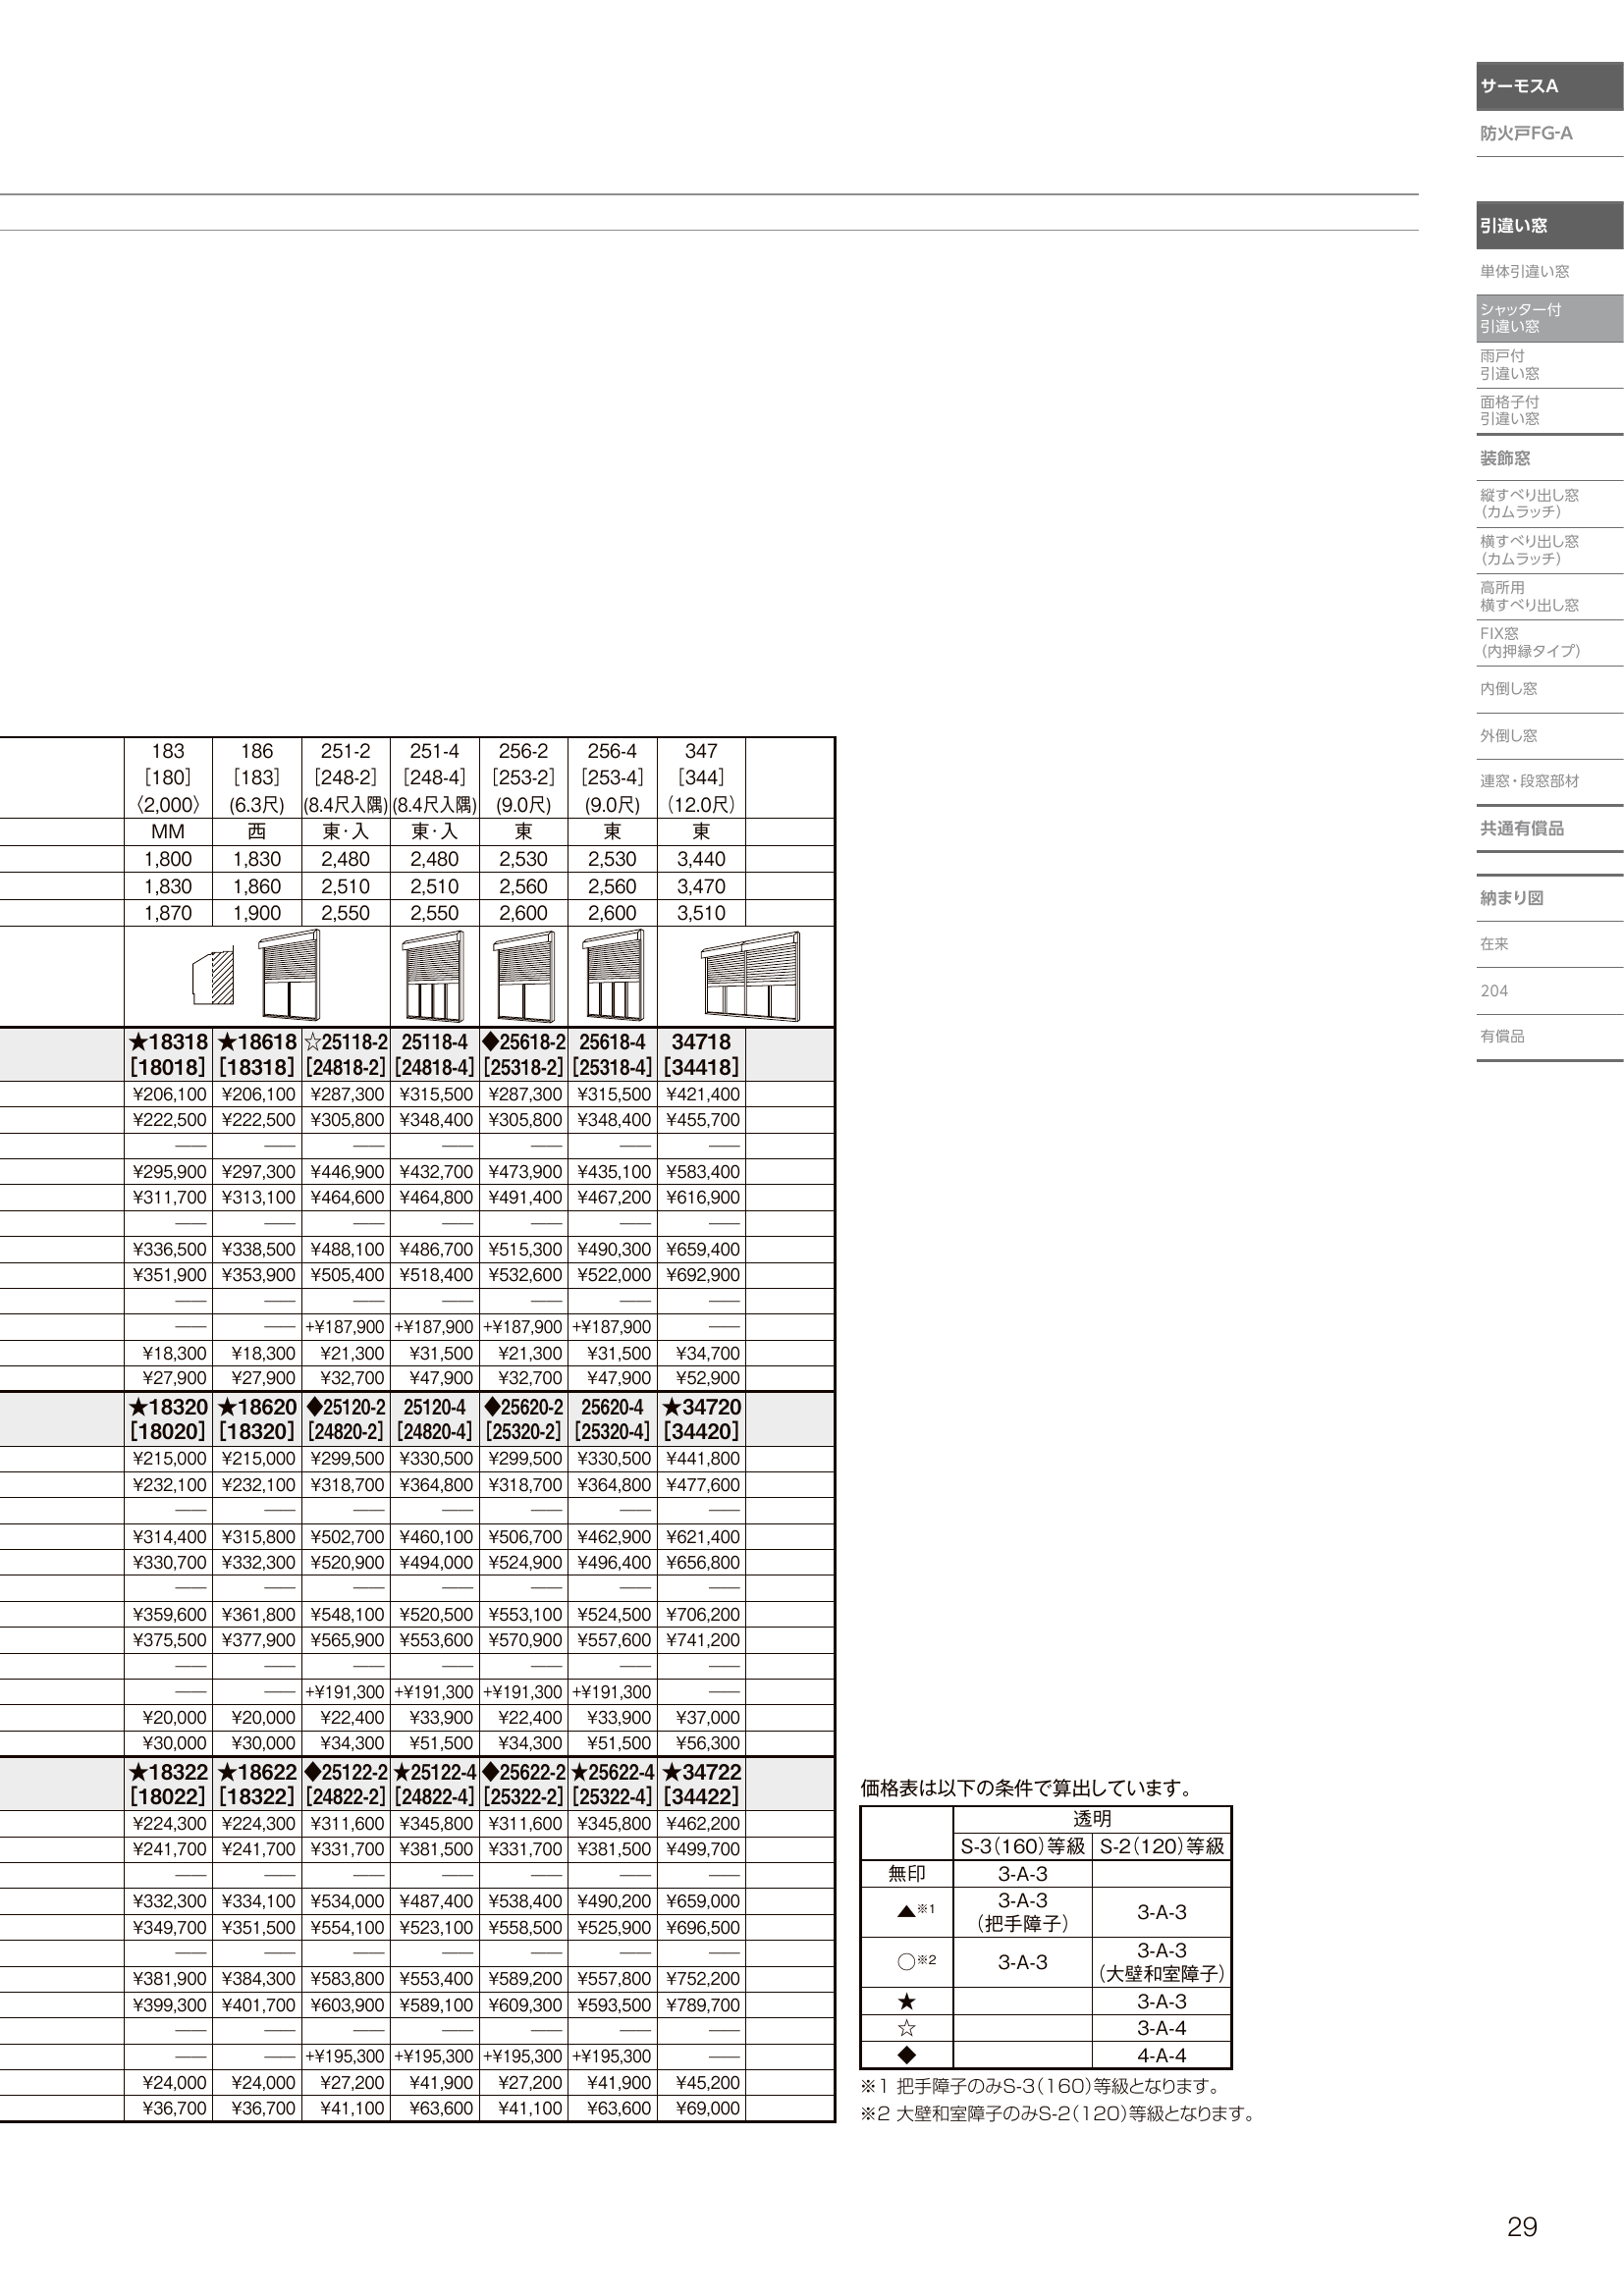 サーモスA
防火戸FG-A
引違い窓
単体引違い窓
シャッター付
引違い窓
雨戸付
引違い窓
面格子付
引違い窓
装飾窓
縦すべり出し窓
（カムラッチ）
横すべり出し窓
（カムラッチ）
高所用
横すべり出し窓
FIX窓
（内押縁タイプ）
内倒し窓
外倒し窓
連窓・段窓部材
共通有償品
納まり図
在来
204
有償品
183 186 251-2 251-4 256-2 256-4 347
［180］ ［183］ ［248-2］ ［248-4］ ［253-2］ ［253-4］ ［344］
〈2,000〉 (6.3尺) (8.4尺入隅) (8.4尺入隅) (9.0尺) (9.0尺) （12.0尺）
MM 西 東・入 東・入 東 東 東
1,800 1,830 2,480 2,480 2,530 2,530 3,440
1,830 1,860 2,510 2,510 2,560 2,560 3,470
1,870 1,900 2,550 2,550 2,600 2,600 3,510
★18318 ★18618 ☆25118-2 25118-4 ◆25618-2 25618-4 34718
［18018］ ［18318］ ［24818-2］ ［24818-4］ ［25318-2］ ［25318-4］ ［34418］
¥206,100 ¥206,100 ¥287,300 ¥315,500 ¥287,300 ¥315,500 ¥421,400
¥222,500 ¥222,500 ¥305,800 ¥348,400 ¥305,800 ¥348,400 ¥455,700
—— —— —— —— —— —— ——
¥295,900 ¥297,300 ¥446,900 ¥432,700 ¥473,900 ¥435,100 ¥583,400
¥311,700 ¥313,100 ¥464,600 ¥464,800 ¥491,400 ¥467,200 ¥616,900
—— —— —— —— —— —— ——
¥336,500 ¥338,500 ¥488,100 ¥486,700 ¥515,300 ¥490,300 ¥659,400
¥351,900 ¥353,900 ¥505,400 ¥518,400 ¥532,600 ¥522,000 ¥692,900
—— —— —— —— —— —— ——
—— —— +¥187,900 +¥187,900 +¥187,900 +¥187,900 ——
¥18,300 ¥18,300 ¥21,300 ¥31,500 ¥21,300 ¥31,500 ¥34,700
¥27,900 ¥27,900 ¥32,700 ¥47,900 ¥32,700 ¥47,900 ¥52,900
★18320 ★18620 ◆25120-2 25120-4 ◆25620-2 25620-4 ★34720
［18020］ ［18320］ ［24820-2］ ［24820-4］ ［25320-2］ ［25320-4］ ［34420］
¥215,000 ¥215,000 ¥299,500 ¥330,500 ¥299,500 ¥330,500 ¥441,800
¥232,100 ¥232,100 ¥318,700 ¥364,800 ¥318,700 ¥364,800 ¥477,600
—— —— —— —— —— —— ——
¥314,400 ¥315,800 ¥502,700 ¥460,100 ¥506,700 ¥462,900 ¥621,400
¥330,700 ¥332,300 ¥520,900 ¥494,000 ¥524,900 ¥496,400 ¥656,800
—— —— —— —— —— —— ——
¥359,600 ¥361,800 ¥548,100 ¥520,500 ¥553,100 ¥524,500 ¥706,200
¥375,500 ¥377,900 ¥565,900 ¥553,600 ¥570,900 ¥557,600 ¥741,200
—— —— —— —— —— —— ——
—— —— +¥191,300 +¥191,300 +¥191,300 +¥191,300 ——
¥20,000 ¥20,000 ¥22,400 ¥33,900 ¥22,400 ¥33,900 ¥37,000
¥30,000 ¥30,000 ¥34,300 ¥51,500 ¥34,300 ¥51,500 ¥56,300
★18322 ★18622 ◆25122-2 ★25122-4 ◆25622-2 ★25622-4 ★34722
［18022］ ［18322］ ［24822-2］ ［24822-4］ ［25322-2］ ［25322-4］ ［34422］
¥224,300 ¥224,300 ¥311,600 ¥345,800 ¥311,600 ¥345,800 ¥462,200
¥241,700 ¥241,700 ¥331,700 ¥381,500 ¥331,700 ¥381,500 ¥499,700
—— —— —— —— —— —— ——
¥332,300 ¥334,100 ¥534,000 ¥487,400 ¥538,400 ¥490,200 ¥659,000
¥349,700 ¥351,500 ¥554,100 ¥523,100 ¥558,500 ¥525,900 ¥696,500
—— —— —— —— —— —— ——
¥381,900 ¥384,300 ¥583,800 ¥553,400 ¥589,200 ¥557,800 ¥752,200
¥399,300 ¥401,700 ¥603,900 ¥589,100 ¥609,300 ¥593,500 ¥789,700
—— —— —— —— —— —— ——
—— —— +¥195,300 +¥195,300 +¥195,300 +¥195,300 ——
¥24,000 ¥24,000 ¥27,200 ¥41,900 ¥27,200 ¥41,900 ¥45,200
¥36,700 ¥36,700 ¥41,100 ¥63,600 ¥41,100 ¥63,600 ¥69,000
価格表は以下の条件で算出しています。
透明
S-3（160）等級 S-2（120）等級
無印 3-A-3
▲※1 3-A-3（把手障子） 3-A-3
○※2 3-A-3 3-A-3（大壁和室障子）
★ 3-A-3
☆ 3-A-4
◆ 4-A-4
※1 把手障子のみS-3（160）等級となります。
※2 大壁和室障子のみS-2（120）等級となります。
29